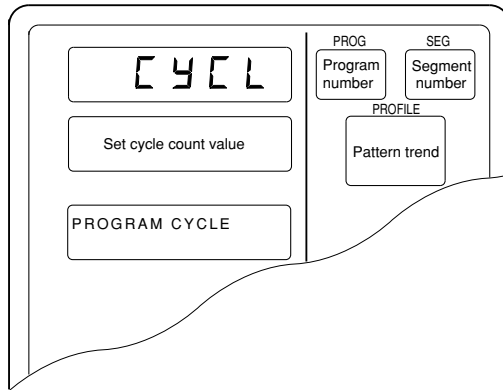 CYCL
Set cycle count value
PROGRAM CYCLE
PROG
Program
number
SEG
Segment
number
PROFILE
Pattern trend